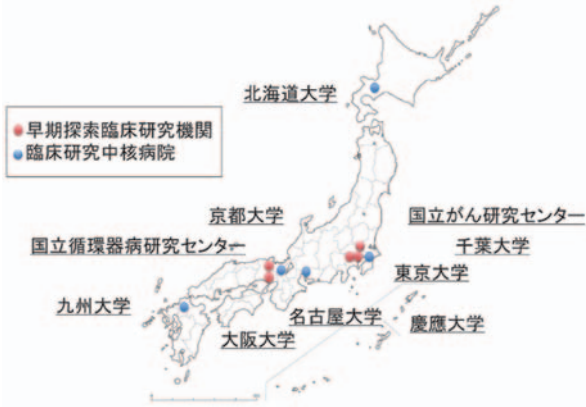 北海道大学
早期探索臨床研究機関
臨床研究中核病院
京都大学
国立がん研究センター
国立循環器病研究センター
千葉大学
東京大学
九州大学
名古屋大学
慶應大学
大阪大学